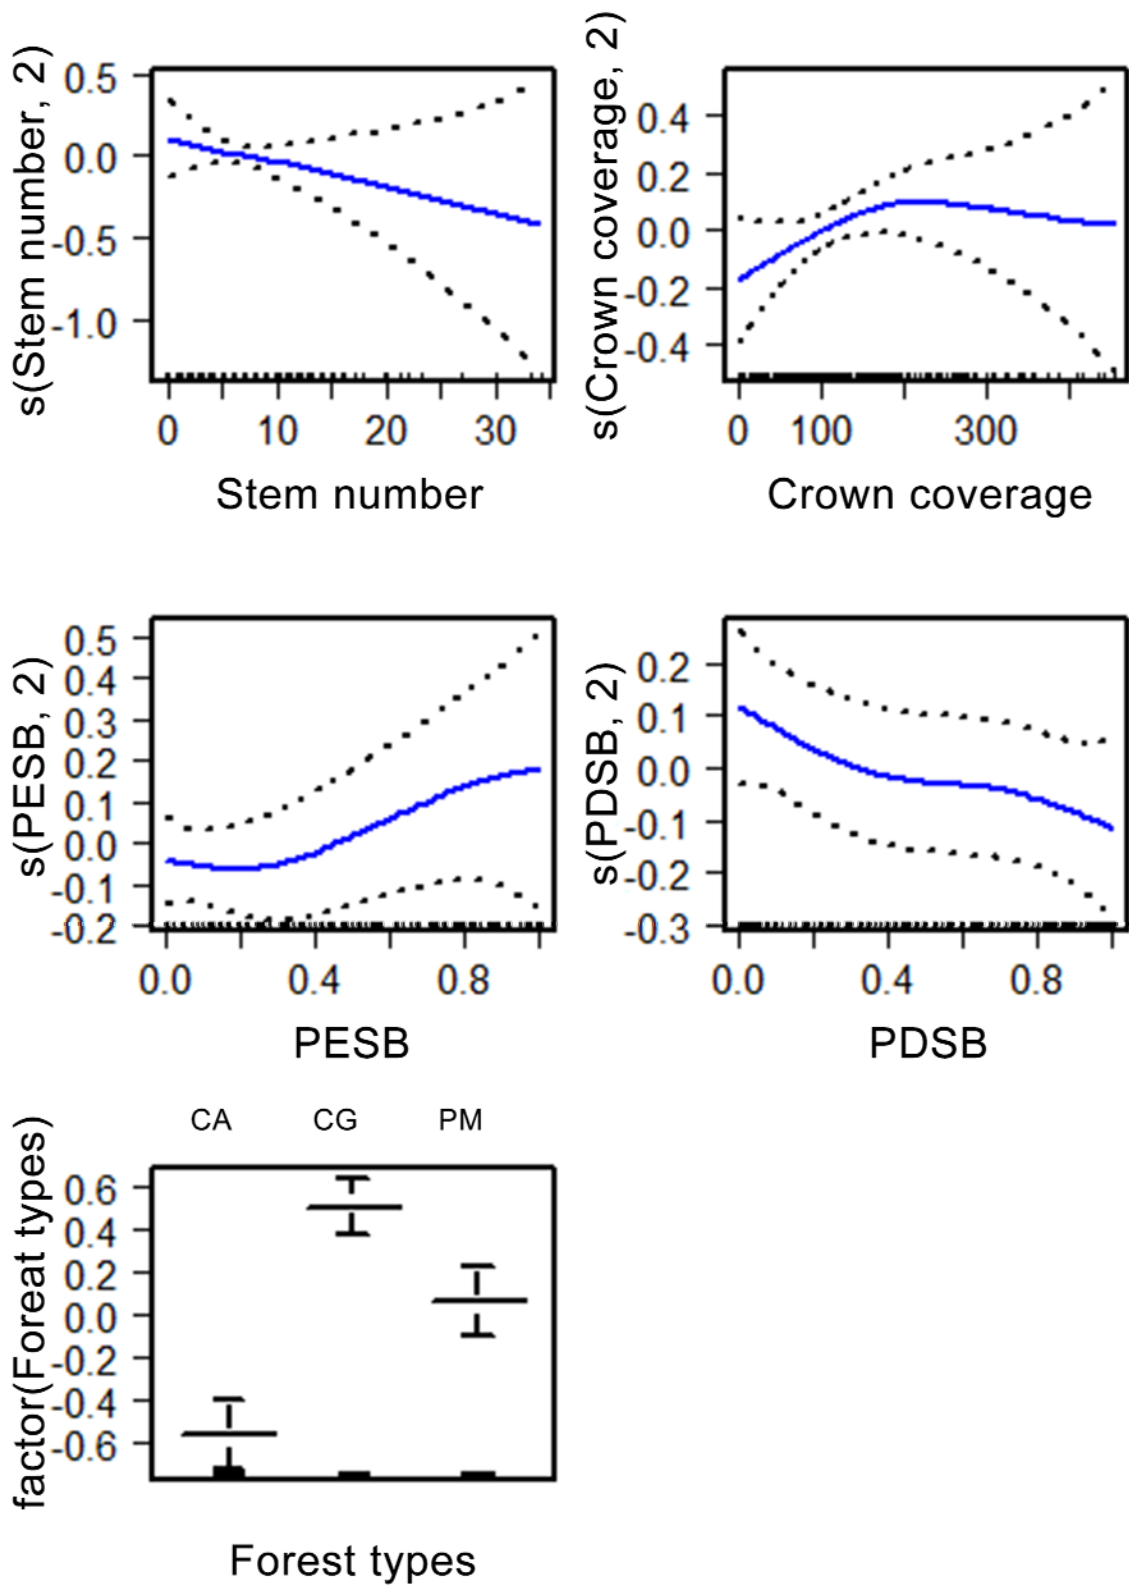 s(Stem number, 2)
0.5
0.0
-0.5
-1.0
0 10 20 30
Stem number
s(Crown coverage, 2)
0.4
0.2
0.0
-0.2
-0.4
0 100 300
Crown coverage
s(PESB, 2)
0.5
0.4
0.3
0.2
0.1
0.0
-0.1
-0.2
0.0 0.4 0.8
PESB
s(PDSB, 2)
0.2
0.1
0.0
-0.1
-0.2
-0.3
0.0 0.4 0.8
PDSB
CA CG PM
factor(Foreat types)
0.6
0.4
0.2
0.0
-0.2
-0.4
-0.6
Forest types